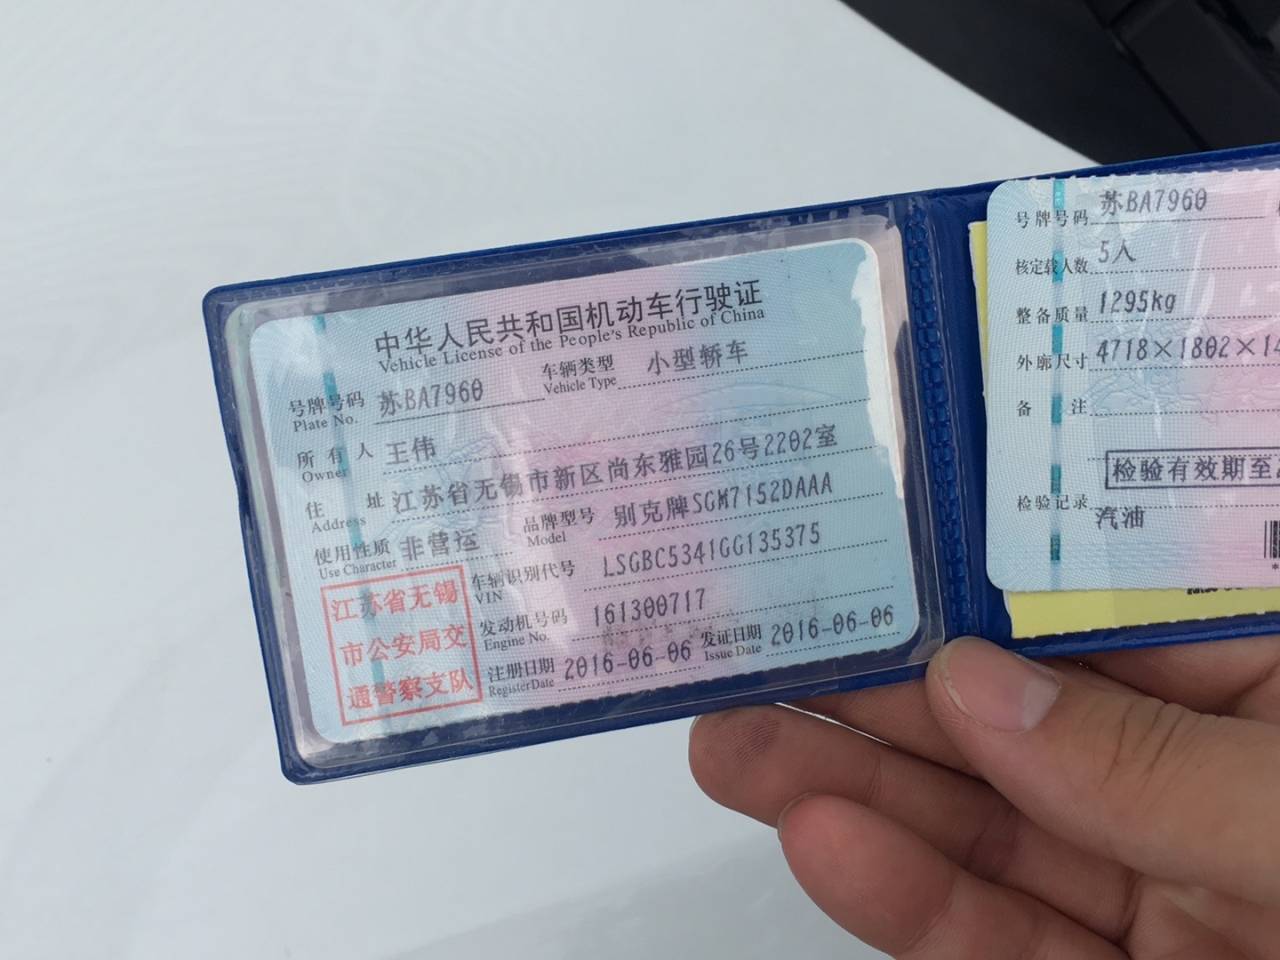 中华人民共和国机动车行驶证
Vehicle License of the People's Republic of China
号牌号码 苏BA7960 车辆类型 小型轿车
Plate No. Vehicle Type
所有人 王伟
Owner
住址 江苏省无锡市新区尚东雅园26号2202室
Address
使用性质 非营运 品牌型号 别克牌SGM7152DAAA
Use Character Model
车辆识别代号 LSGBC5341GG135375
VIN
发动机号码 161300717
Engine No.
注册日期 2016-06-06 发证日期 2016-06-06
RegisterDate Issue Date
江苏省无锡
市公安局交
通警察支队
号牌号码 苏BA7960
核定载人数 5人
整备质量 1295kg
外廓尺寸 4718×1802×14
备注
检验有效期至
检验记录
汽油